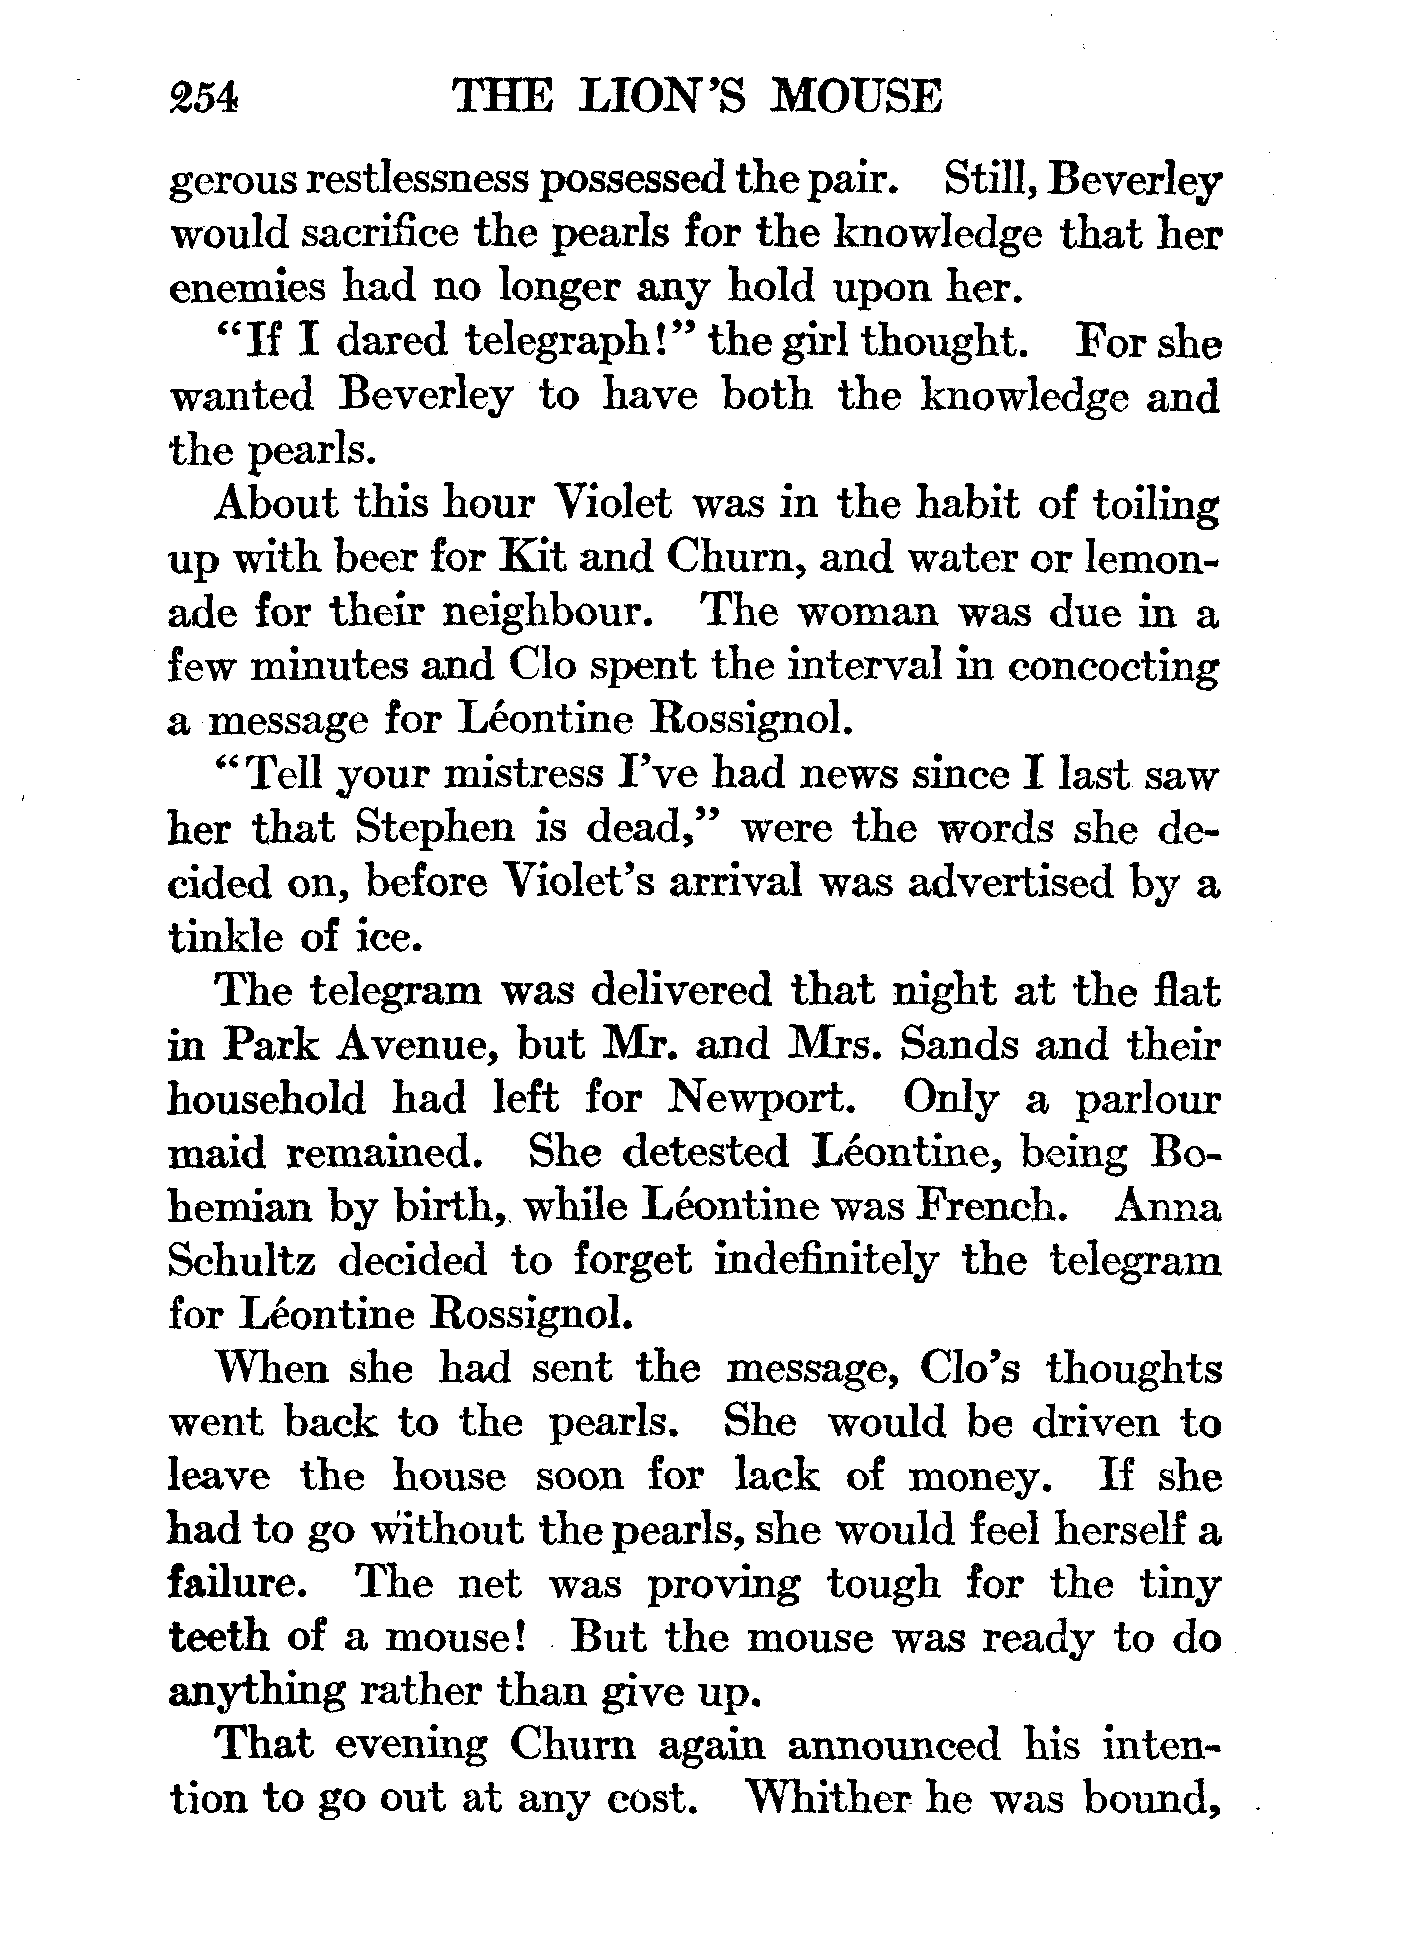 254 THE LION'S MOUSE
gerous restlessness possessed the pair. Still, Beverley
would sacrifice the pearls for the knowledge that her
enemies had no longer any hold upon her.
"If I dared telegraph!" the girl thought. For she
wanted Beverley to have both the knowledge and
the pearls.
About this hour Violet was in the habit of toiling
up with beer for Kit and Churn, and water or lemon-
ade for their neighbour. The woman was due in a
few minutes and Clo spent the interval in concocting
a message for Léontine Rossignol.
"Tell your mistress I've had news since I last saw
her that Stephen is dead," were the words she de-
cided on, before Violet's arrival was advertised by a
tinkle of ice.
The telegram was delivered that night at the flat
in Park Avenue, but Mr. and Mrs. Sands and their
household had left for Newport. Only a parlour
maid remained. She detested Léontine, being Bo-
hemian by birth, while Léontine was French. Anna
Schultz decided to forget indefinitely the telegram
for Léontine Rossignol.
When she had sent the message, Clo's thoughts
went back to the pearls. She would be driven to
leave the house soon for lack of money. If she
had to go without the pearls, she would feel herself a
failure. The net was proving tough for the tiny
teeth of a mouse! But the mouse was ready to do
anything rather than give up.
That evening Churn again announced his inten-
tion to go out at any cost. Whither he was bound,